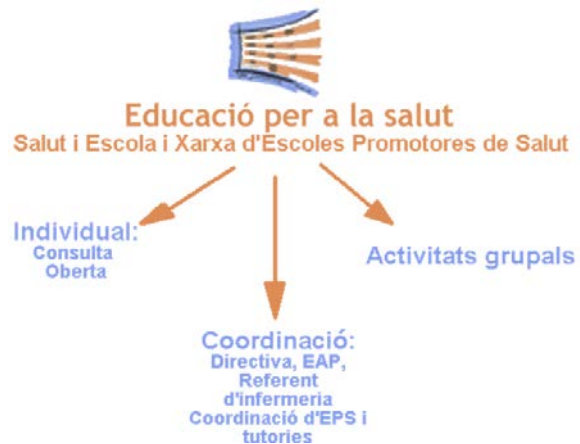 Educació per a la salut
Salut i Escola i Xarxa d'Escoles Promotores de Salut
Individual:
Consulta
Oberta
Activitats grupals
Coordinació:
Directiva, EAP,
Referent
d'infermeria
Coordinació d'EPS i
tutories